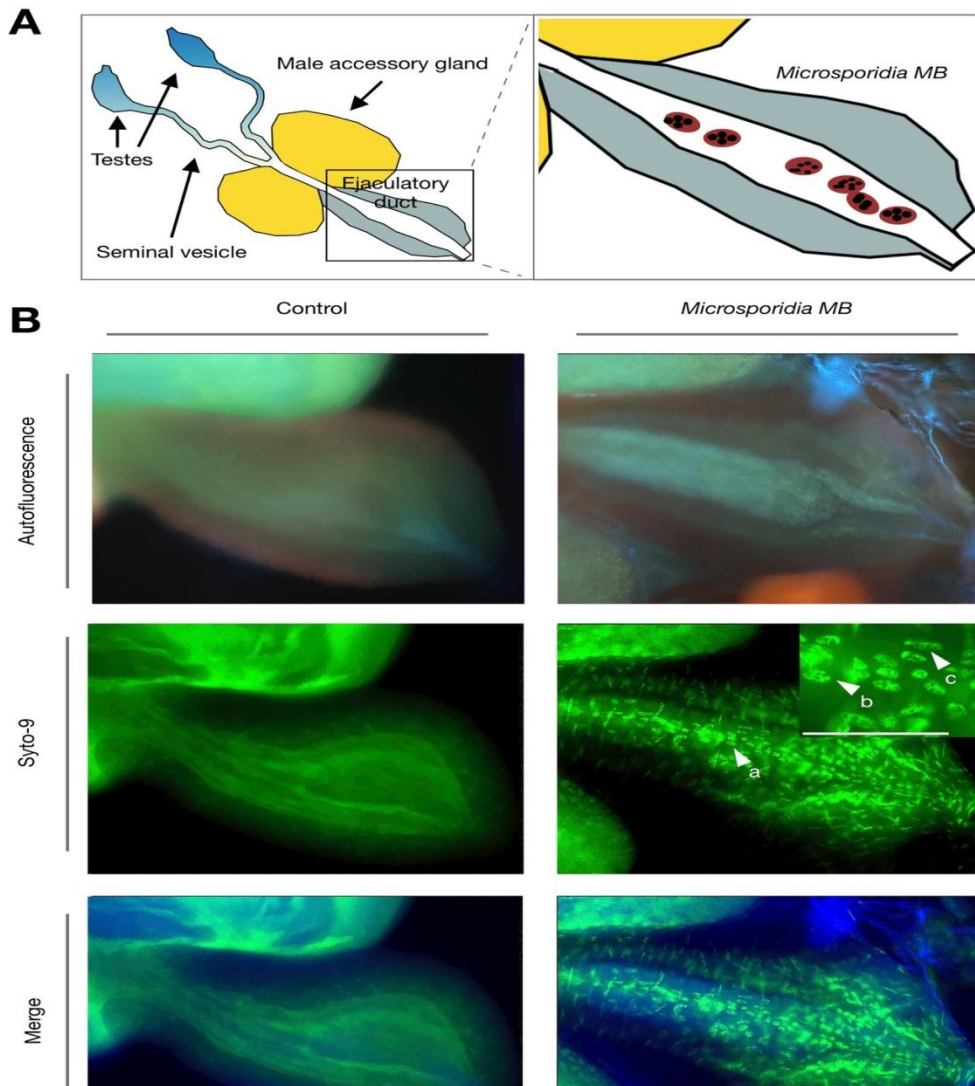 A
Male accessory gland
Testes
Seminal vesicle
Ejaculatory
duct
Microsporidia MB
B
Control
Microsporidia MB
Autofluorescence
Syto-9
a
b
c
Merge